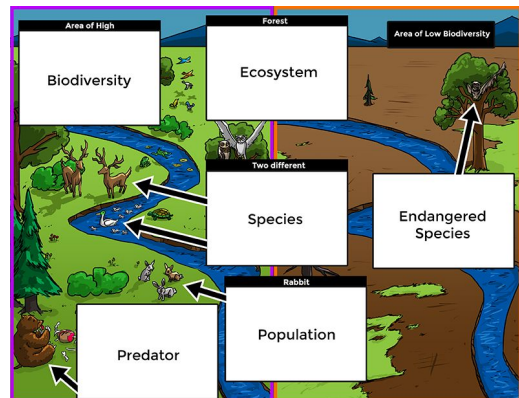 Area of High
Biodiversity
Forest
Ecosystem
Area of Low Biodiversity
Two different
Species
Endangered
Species
Rabbit
Population
Predator